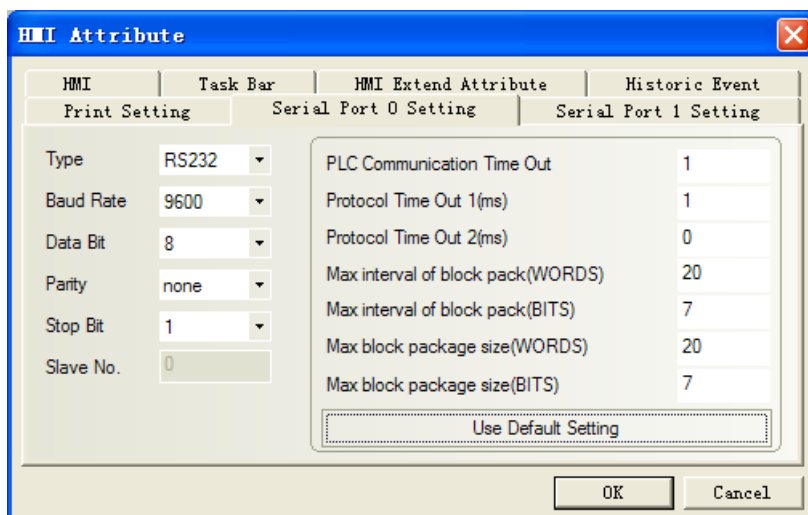 HMI Attribute
HMI
Task Bar
HMI Extend Attribute
Historic Event
Print Setting
Serial Port 0 Setting
Serial Port 1 Setting
Type RS232
Baud Rate 9600
Data Bit 8
Parity none
Stop Bit 1
Slave No. 0
PLC Communication Time Out 1
Protocol Time Out 1(ms) 1
Protocol Time Out 2(ms) 0
Max interval of block pack(WORDS) 20
Max interval of block pack(BITS) 7
Max block package size(WORDS) 20
Max block package size(BITS) 7
Use Default Setting
OK
Cancel